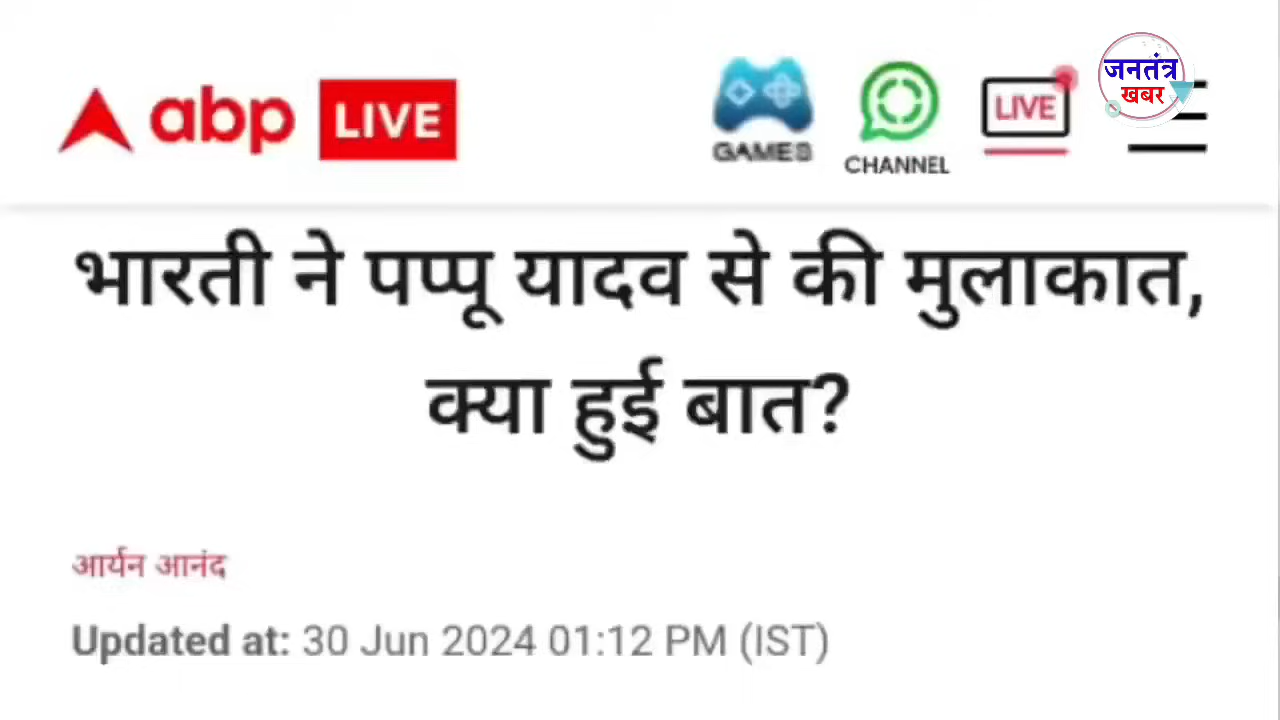 abp LIVE
GAMES
CHANNEL
LIVE
जनतंत्र
खबर
भारती ने पप्पू यादव से की मुलाकात,
क्या हुई बात?
आर्यन आनंद
Updated at: 30 Jun 2024 01:12 PM (IST)